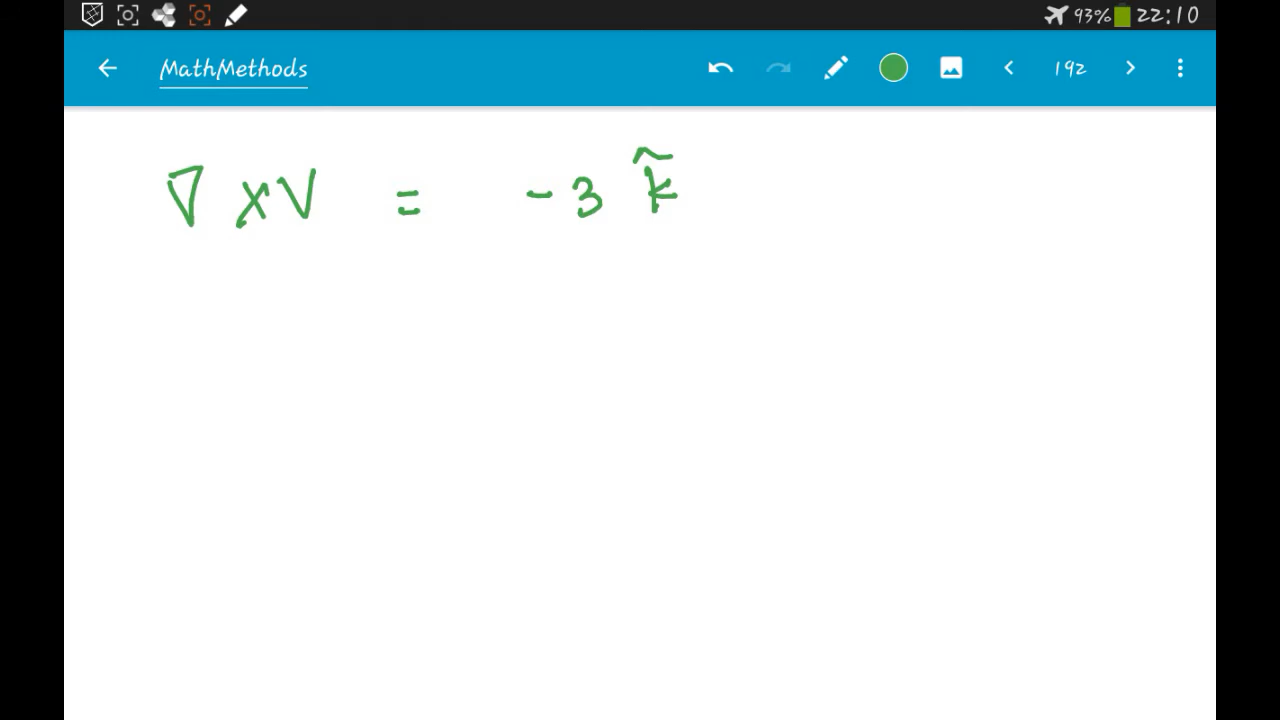 93% 22:10
MathMethods 192
∇ x V = - 3 k̂